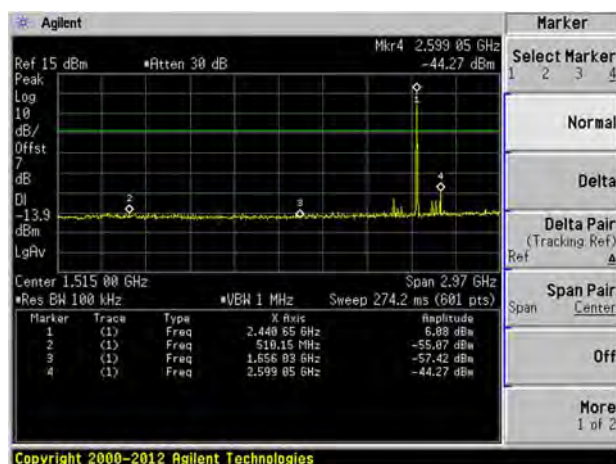 Agilent
Marker
Mkr4 2.599 05 GHz
Ref 15 dBm
Atten 30 dB
-44.27 dBm
Select Marker
1 2 3 4
Peak
Log
10
dB/
Offst
7
dB
DI
-13.9
dBm
LgAv
1
2
3
4
Normal
Delta
Delta Pair
(Tracking Ref)
Ref Δ
Span Pair
Span Center
Off
More
1 of 2
Center 1.515 00 GHz
Span 2.97 GHz
Res BW 100 kHz
VBW 1 MHz
Sweep 274.2 ms (601 pts)
Marker Trace Type X Axis Amplitude
1 (1) Freq 2.440 65 GHz 6.08 dBm
2 (1) Freq 510.15 MHz -55.07 dBm
3 (1) Freq 1.656 03 GHz -57.42 dBm
4 (1) Freq 2.599 05 GHz -44.27 dBm
Copyright 2000-2012 Agilent Technologies